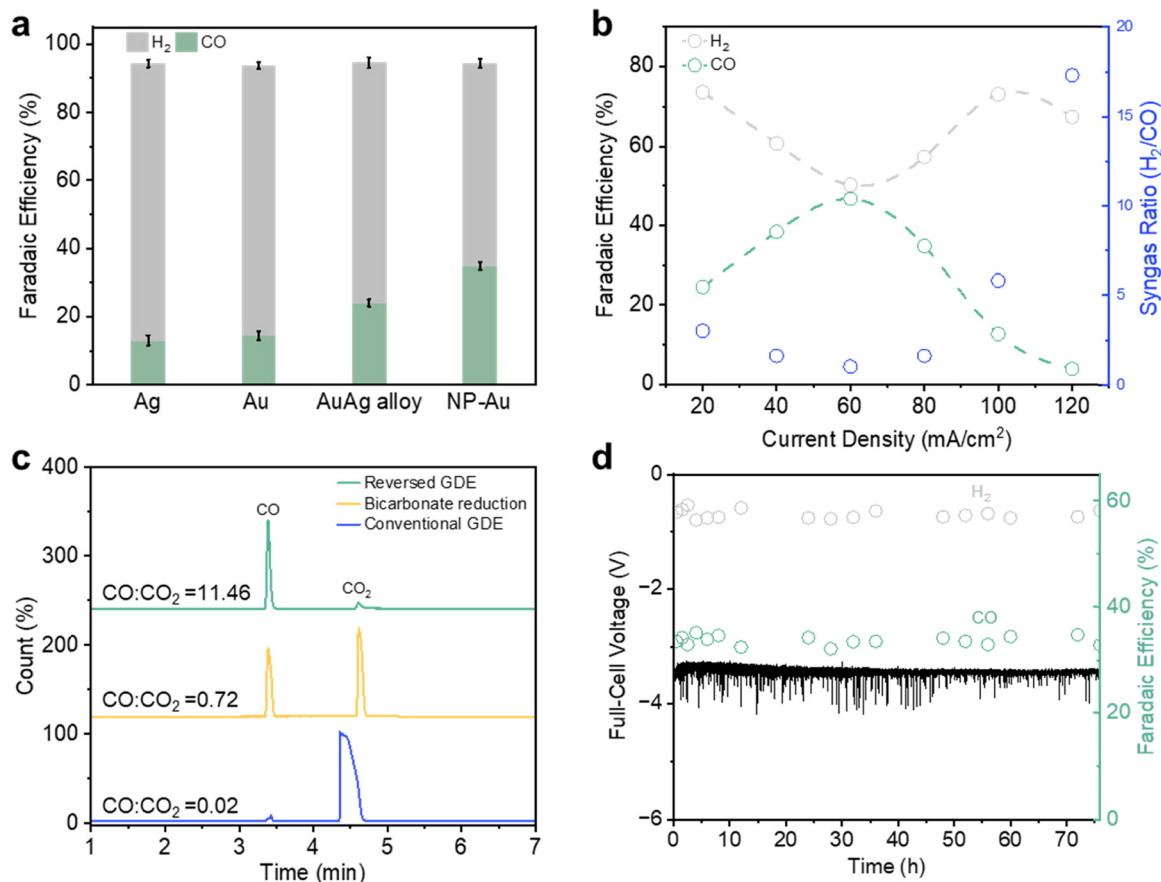 a
H2 CO
Faradaic Efficiency (%)
100
80
60
40
20
0
Ag Au AuAg alloy NP-Au
b
H2
CO
Faradaic Efficiency (%)
80
60
40
20
0
20 40 60 80 100 120
Current Density (mA/cm²)
20
15
10
5
0
Syngas Ratio (H2/CO)
c
Reversed GDE
Bicarbonate reduction
Conventional GDE
Count (%)
400
300
200
100
0
CO
CO2
CO:CO2 =11.46
CO:CO2 =0.72
CO:CO2 =0.02
1 2 3 4 5 6 7
Time (min)
d
Full-Cell Voltage (V)
0
−2
−4
−6
H2
CO
0 10 20 30 40 50 60 70
Time (h)
60
40
20
0
Faradaic Efficiency (%)